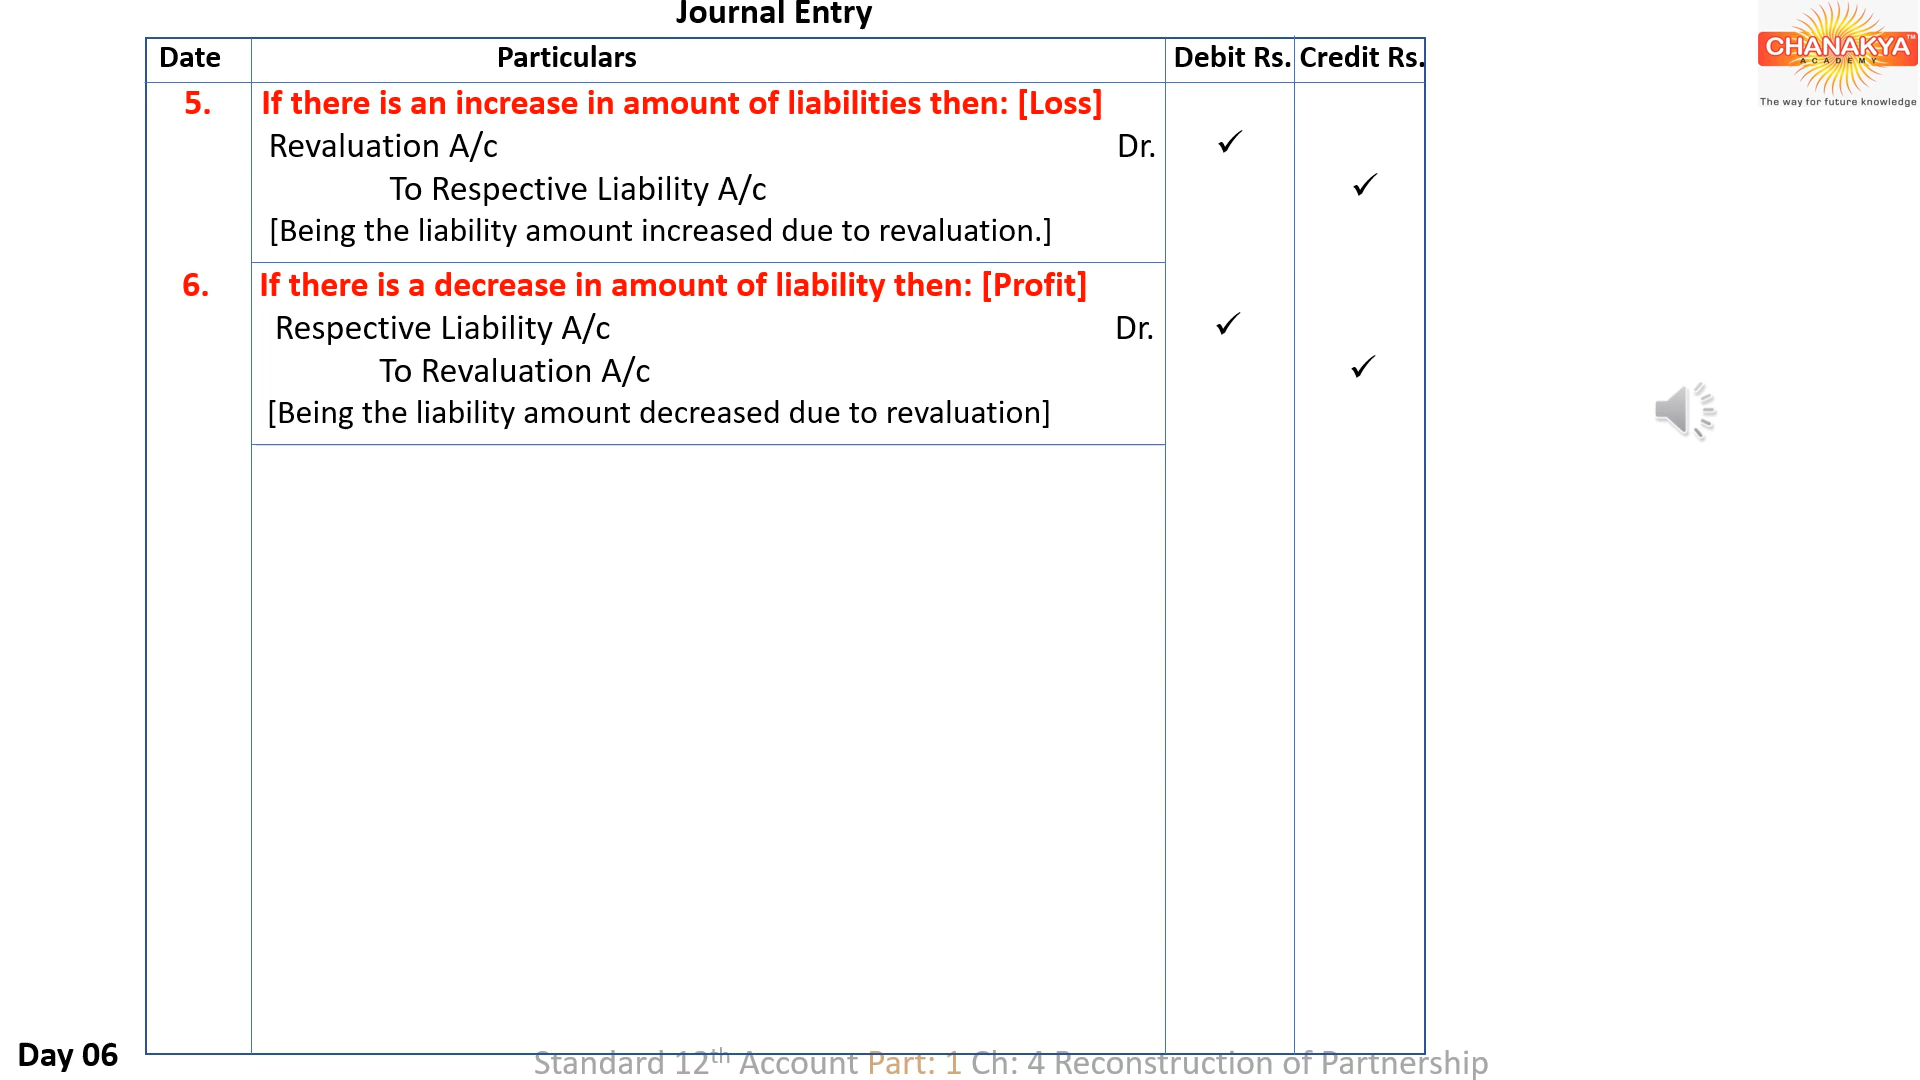 Journal Entry
CHANAKYA™
ACADEMY
The way for future knowledge
Date Particulars Debit Rs. Credit Rs.
5. If there is an increase in amount of liabilities then: [Loss]
Revaluation A/c Dr. ✓
To Respective Liability A/c ✓
[Being the liability amount increased due to revaluation.]
6. If there is a decrease in amount of liability then: [Profit]
Respective Liability A/c Dr. ✓
To Revaluation A/c ✓
[Being the liability amount decreased due to revaluation]
Day 06
Standard 12th Account Part: 1 Ch: 4 Reconstruction of Partnership